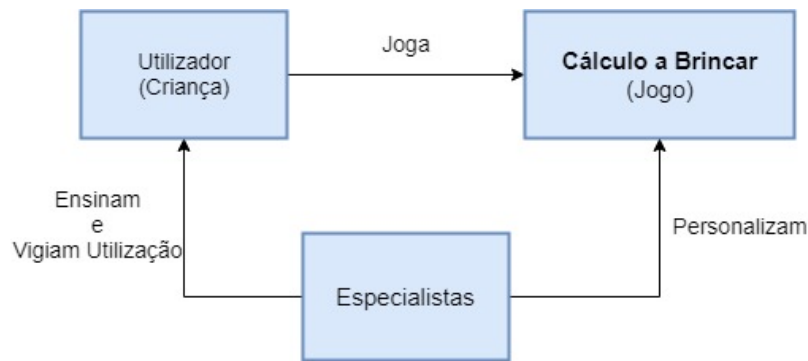 Utilizador
(Criança)
Joga
Cálculo a Brincar
(Jogo)
Ensinam
e
Vigiam Utilização
Especialistas
Personalizam